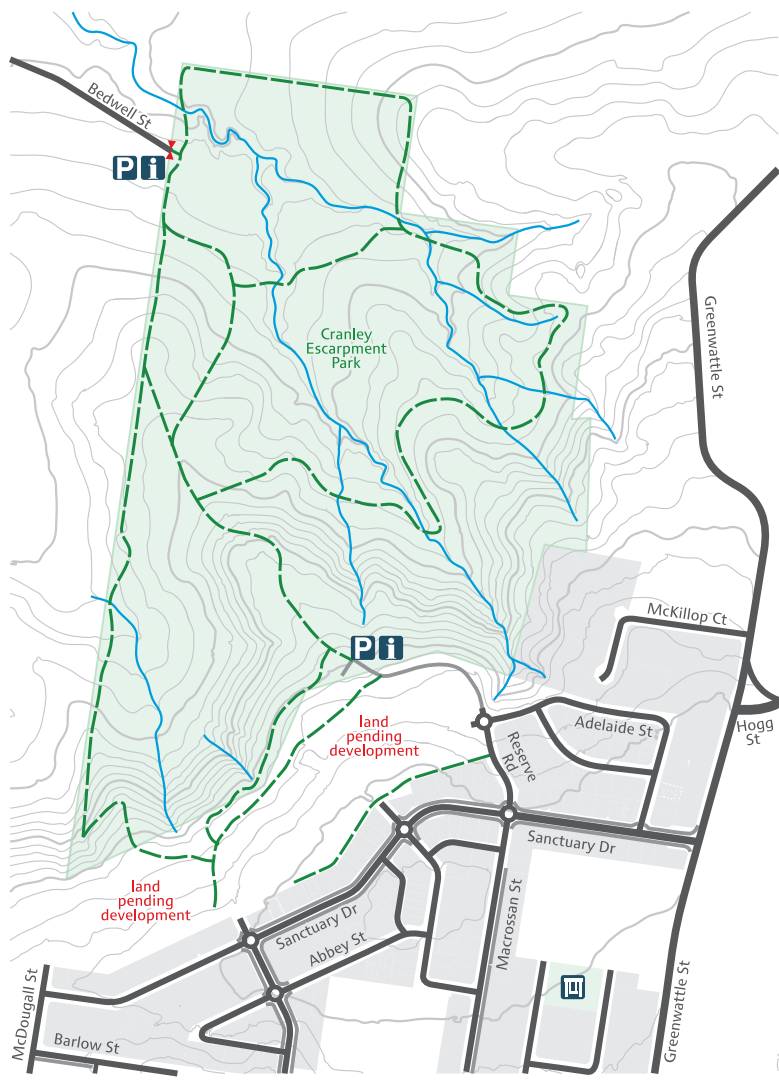 Bedwell St
P i
Greenwattle St
Cranley
Escarpment
Park
McKillop Ct
P i
Hogg
St
Adelaide St
land
pending
development
Reserve
Rd
Sanctuary Dr
land
pending
development
Macrossan St
Sanctuary Dr
Abbey St
McDougall St
Greenwattle St
Barlow St